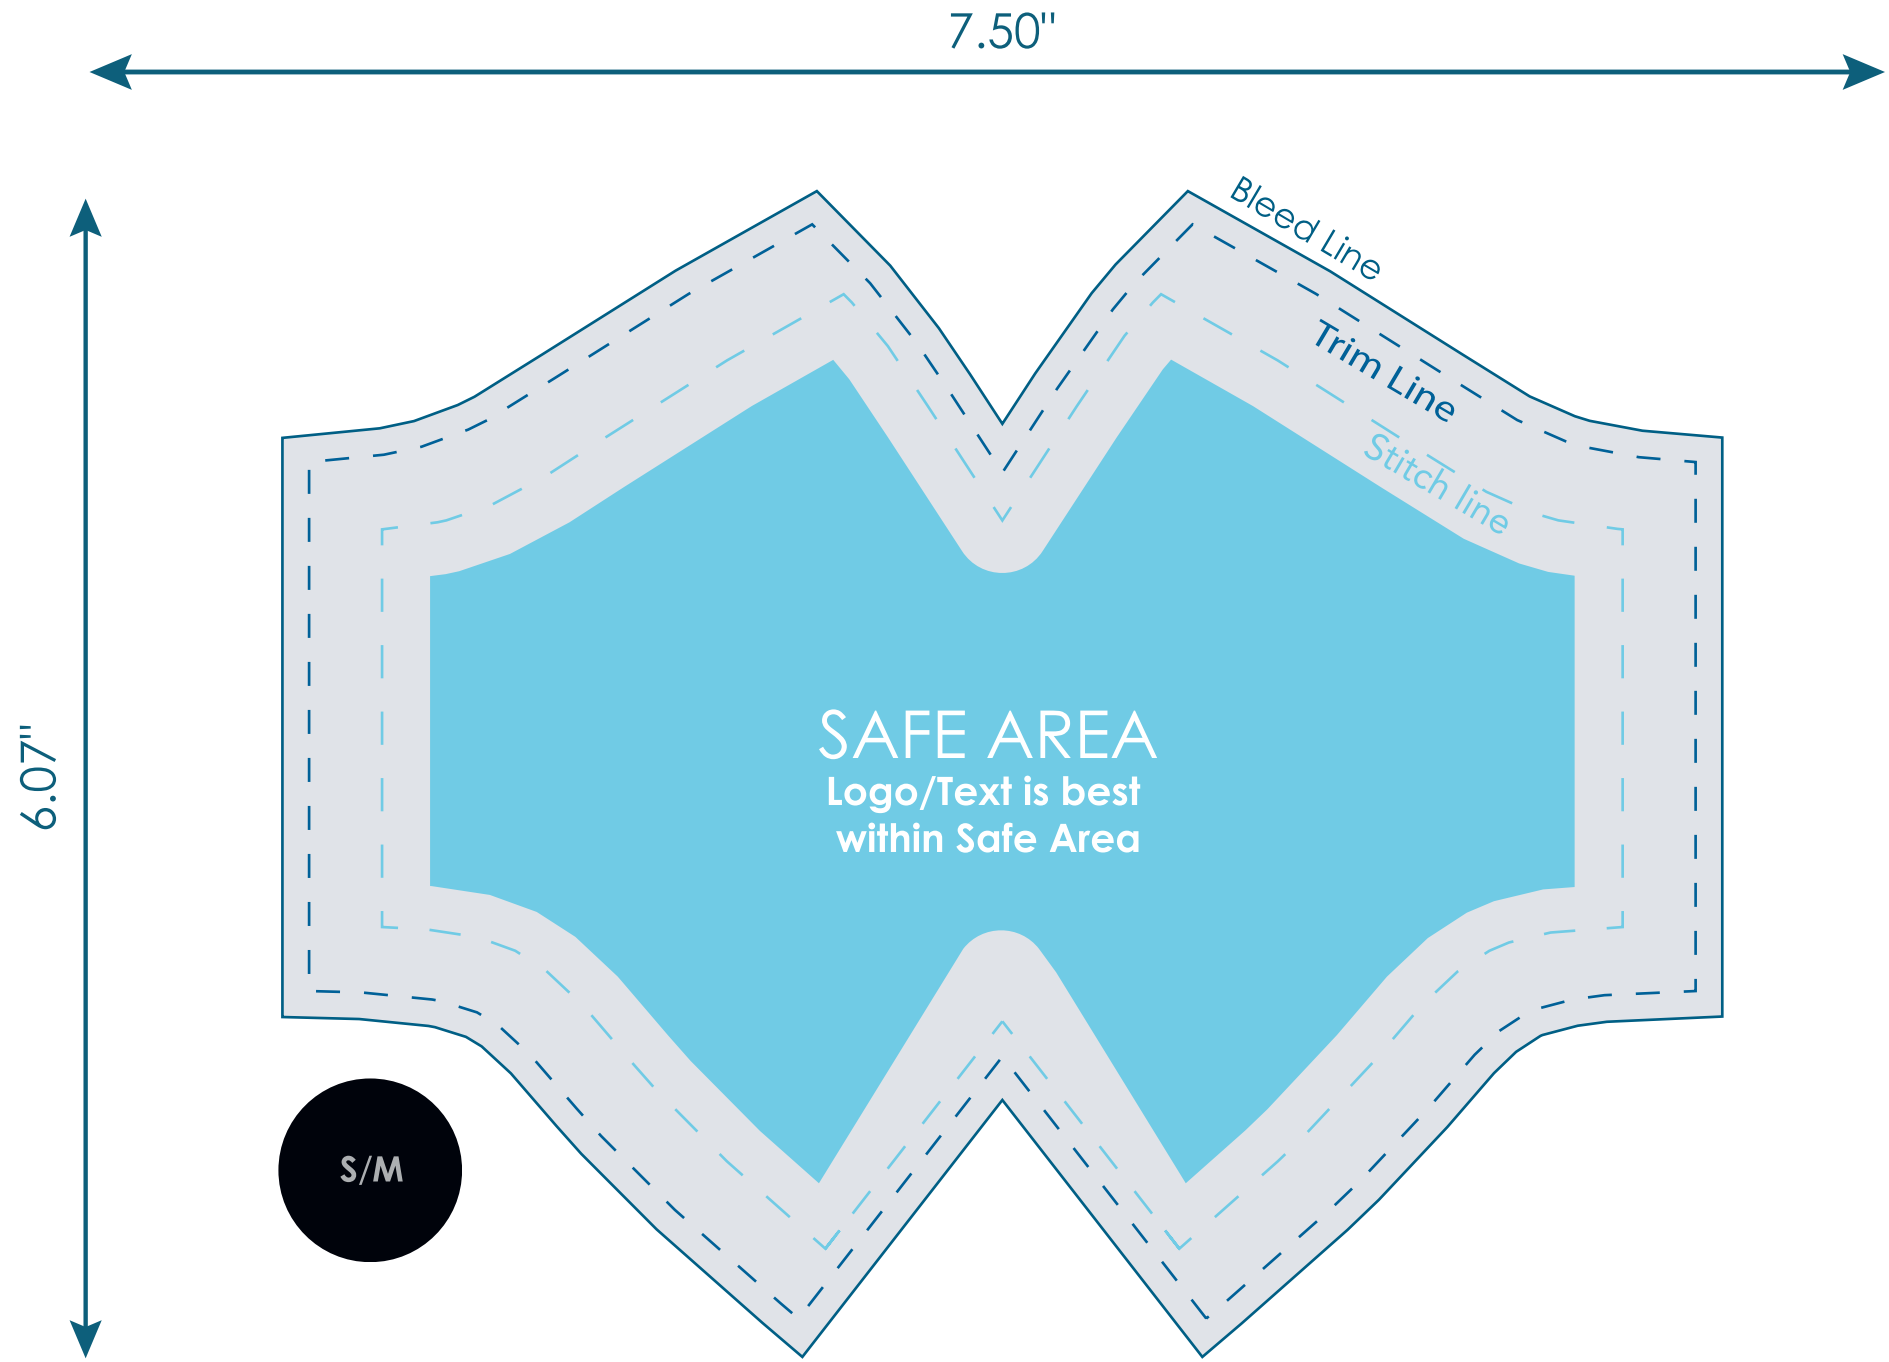 7.50"
Bleed Line
Trim Line
Stitch line
6.07"
SAFE AREA
Logo/Text is best
within Safe Area
S/M